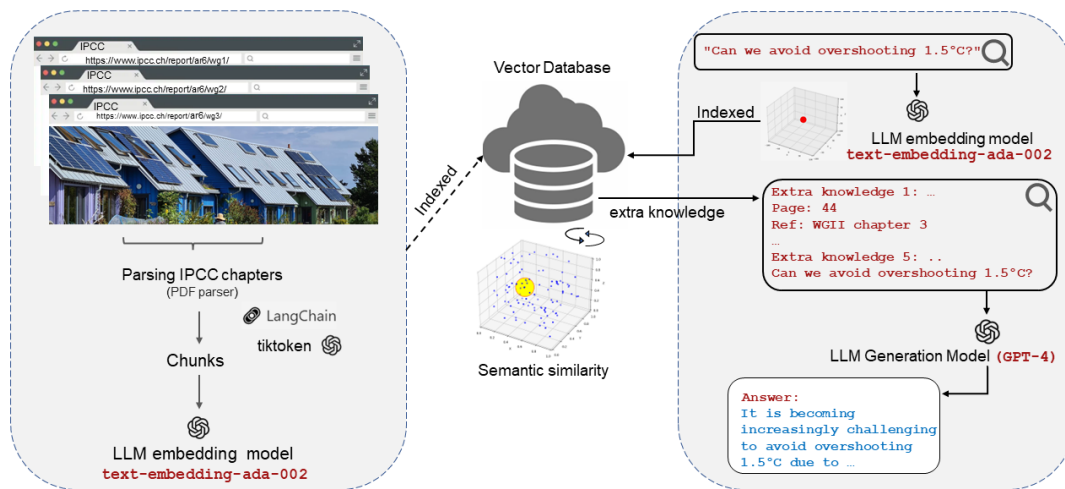 IPCC
https://www.ipcc.ch/report/ar6/wg1/
IPCC
https://www.ipcc.ch/report/ar6/wg2/
IPCC
https://www.ipcc.ch/report/ar6/wg3/
Parsing IPCC chapters
(PDF parser)
LangChain
tiktoken
Chunks
LLM embedding model
text-embedding-ada-002
Indexed
Vector Database
extra knowledge
Semantic similarity
"Can we avoid overshooting 1.5°C?"
Indexed
LLM embedding model
text-embedding-ada-002
Extra knowledge 1: …
Page: 44
Ref: WGII chapter 3
…
Extra knowledge 5: ..
Can we avoid overshooting 1.5°C?
LLM Generation Model (GPT-4)
Answer:
It is becoming
increasingly challenging
to avoid overshooting
1.5°C due to …